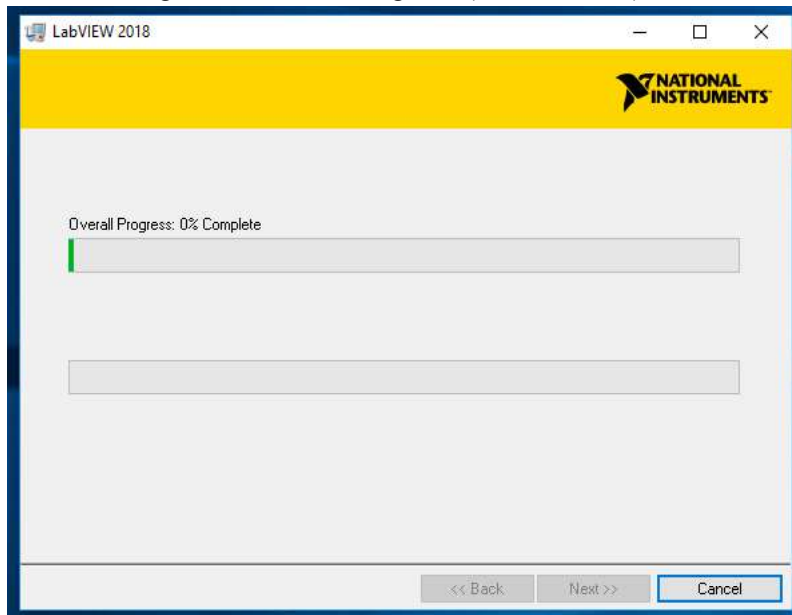 LabVIEW 2018
NATIONAL
INSTRUMENTS
Overall Progress: 0% Complete
<< Back
Next >>
Cancel